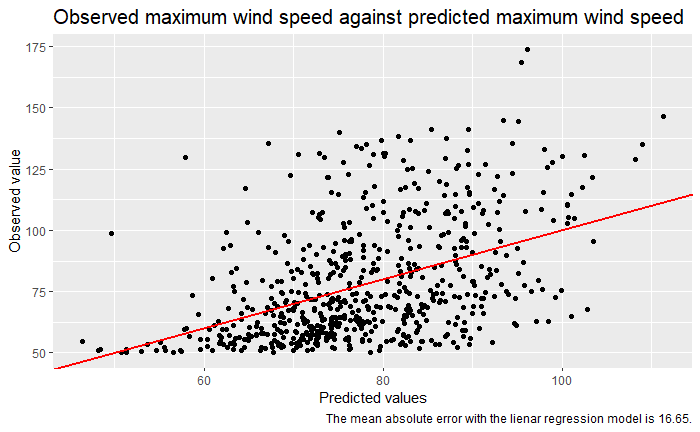 Observed maximum wind speed against predicted maximum wind speed
175
150
125
100
75
50
Observed value
60
80
100
Predicted values
The mean absolute error with the lienar regression model is 16.65.